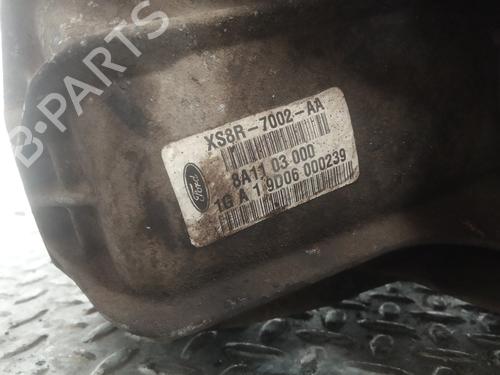 B-PARTS
XS8R-7002-AA
8A11 03 000
1G A 1 9D06 000239
Ford